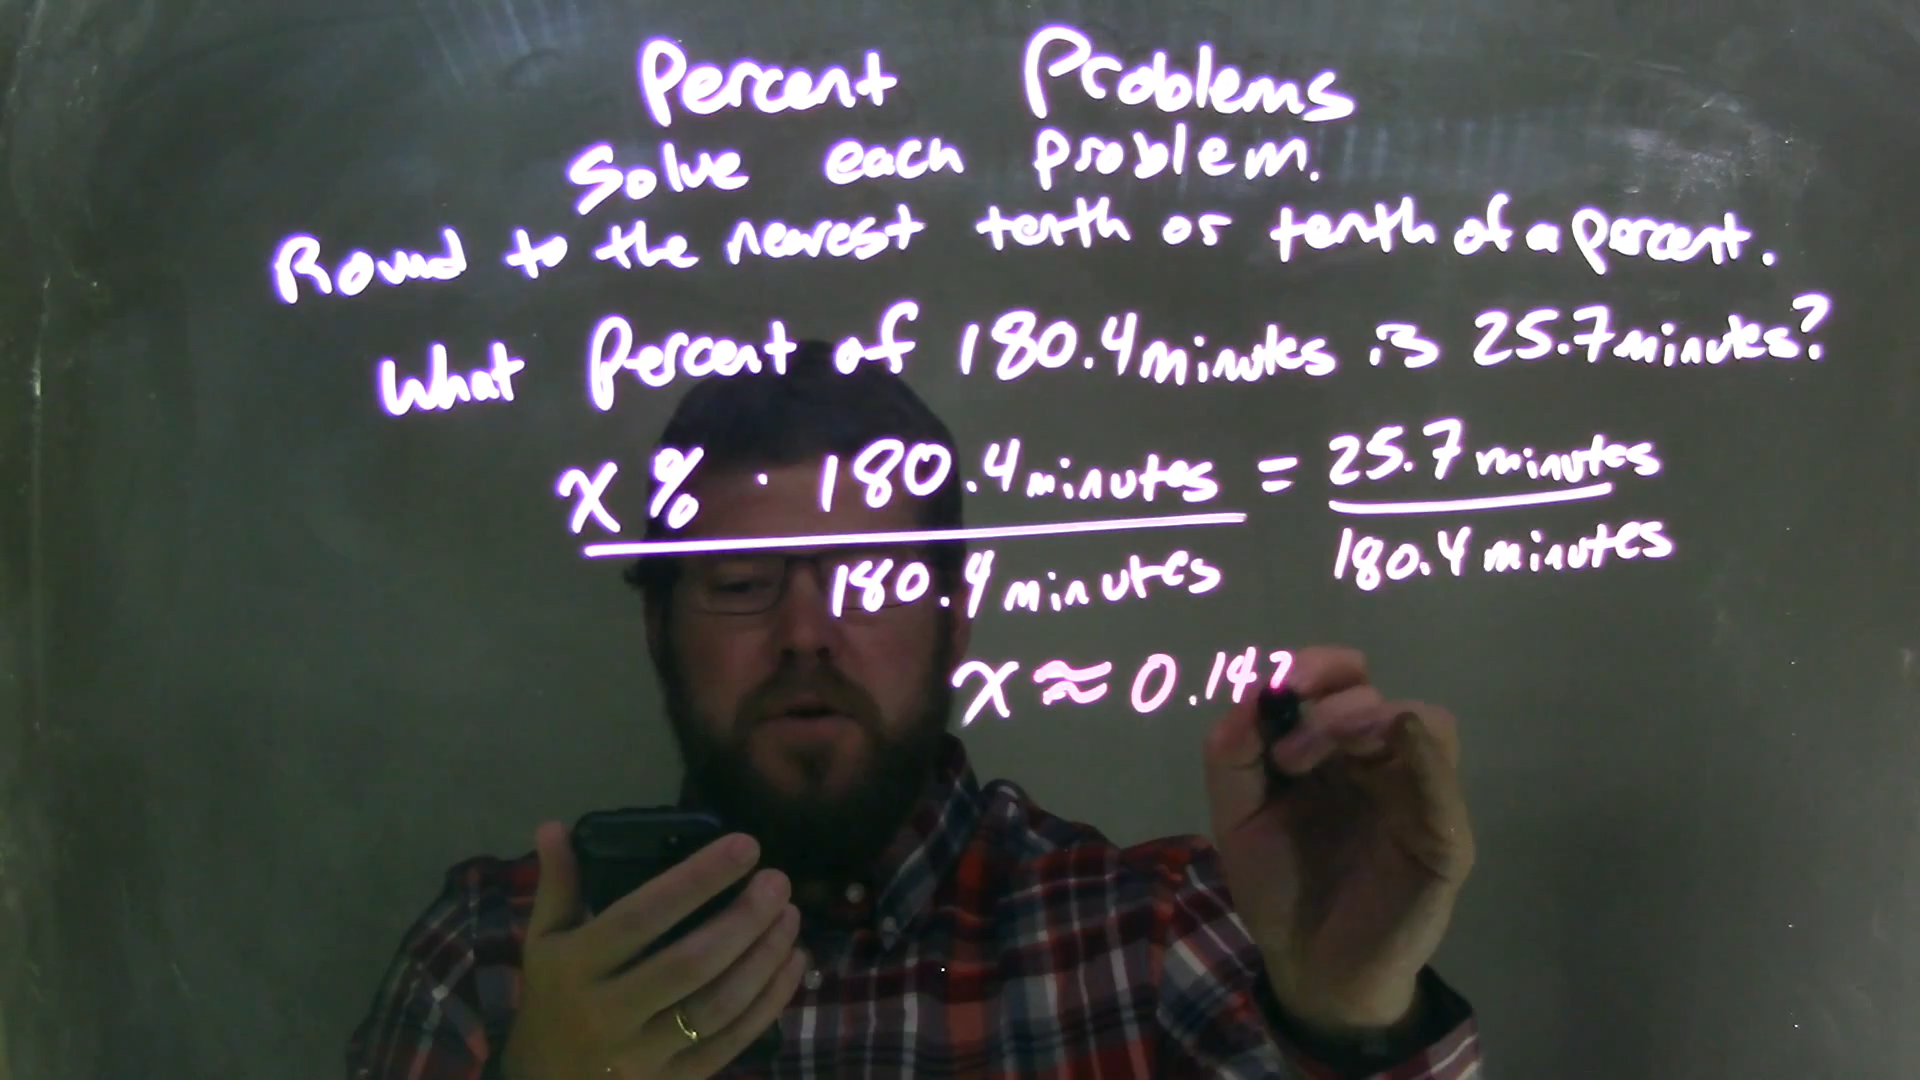 Percent Problems
Solve each problem.
Round to the nearest tenth or tenth of a percent.
What Percent of 180.4 minutes is 25.7 minutes?
x % · 180.4 minutes = 25.7 minutes
180.4 minutes 180.4 minutes
x ≈ 0.142